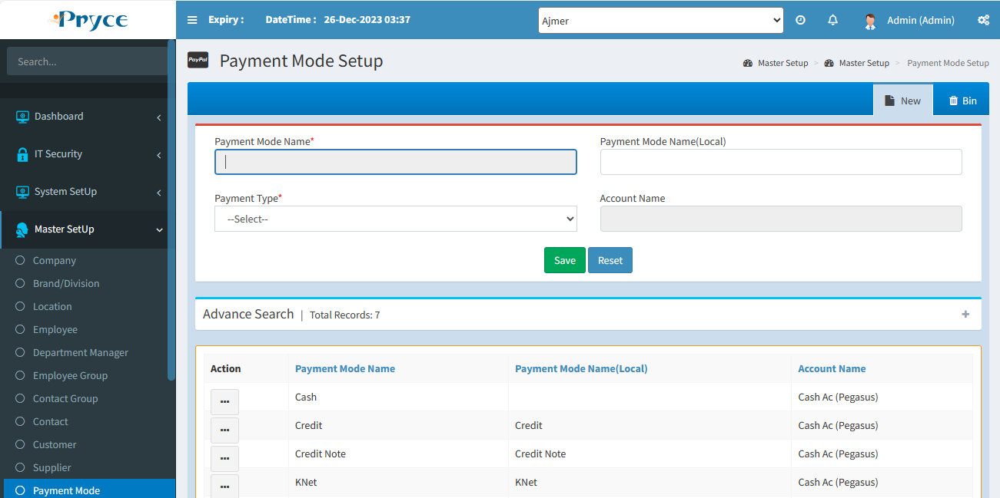 Pryce
Expiry : DateTime : 26-Dec-2023 03:37 Ajmer Admin (Admin)
Search...
Dashboard
IT Security
System SetUp
Master SetUp
Company
Brand/Division
Location
Employee
Department Manager
Employee Group
Contact Group
Contact
Customer
Supplier
Payment Mode
PayPal Payment Mode Setup
Master Setup > Master Setup > Payment Mode Setup
New Bin
Payment Mode Name* Payment Mode Name(Local)
Payment Type* Account Name
--Select--
Save Reset
Advance Search | Total Records: 7 +
Action Payment Mode Name Payment Mode Name(Local) Account Name
... Cash Cash Ac (Pegasus)
... Credit Credit Cash Ac (Pegasus)
... Credit Note Credit Note Cash Ac (Pegasus)
... KNet KNet Cash Ac (Pegasus)